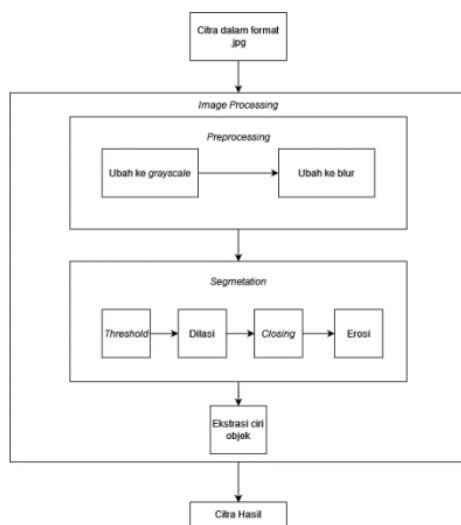 Citra dalam format
.jpg
Image Processing
Preprocessing
Ubah ke grayscale
Ubah ke blur
Segmetation
Threshold
Dilasi
Closing
Erosi
Ekstrasi ciri
objek
Citra Hasil